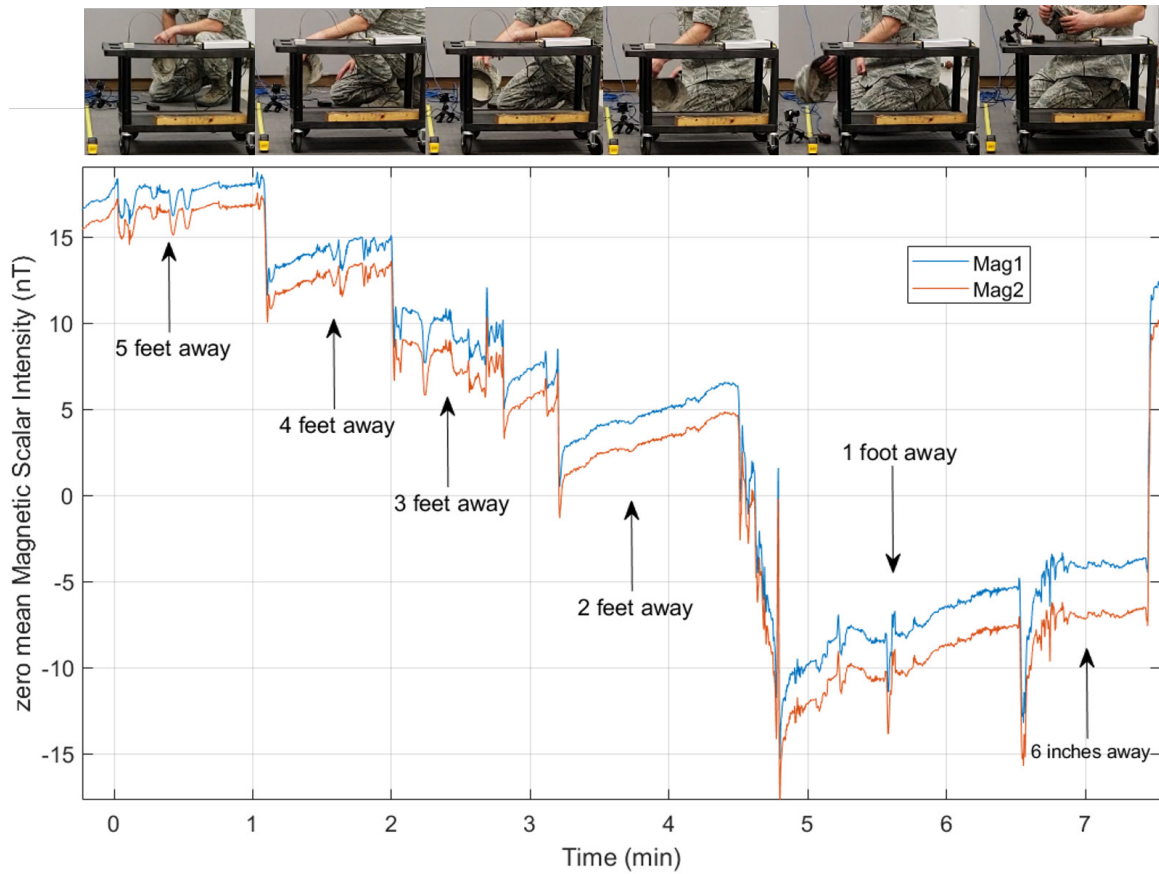 zero mean Magnetic Scalar Intensity (nT)
15
10
5
0
-5
-10
-15
5 feet away
4 feet away
3 feet away
2 feet away
1 foot away
6 inches away
Mag1
Mag2
0 1 2 3 4 5 6 7
Time (min)